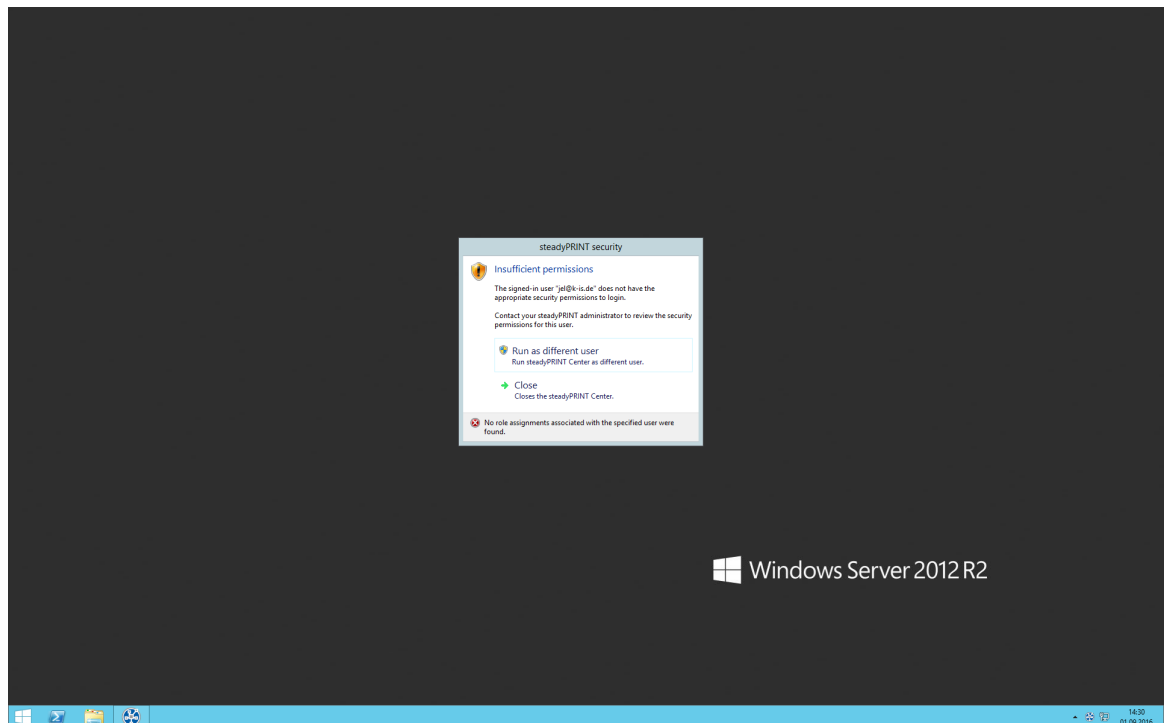 steadyPRINT security
Insufficient permissions
The signed-in user "jel@k-is.de" does not have the
appropriate security permissions to login.
Contact your steadyPRINT administrator to review the security
permissions for this user.
Run as different user
Run steadyPRINT Center as different user.
Close
Closes the steadyPRINT Center.
No role assignments associated with the specified user were
found.
Windows Server 2012 R2
14:30
01.09.2016